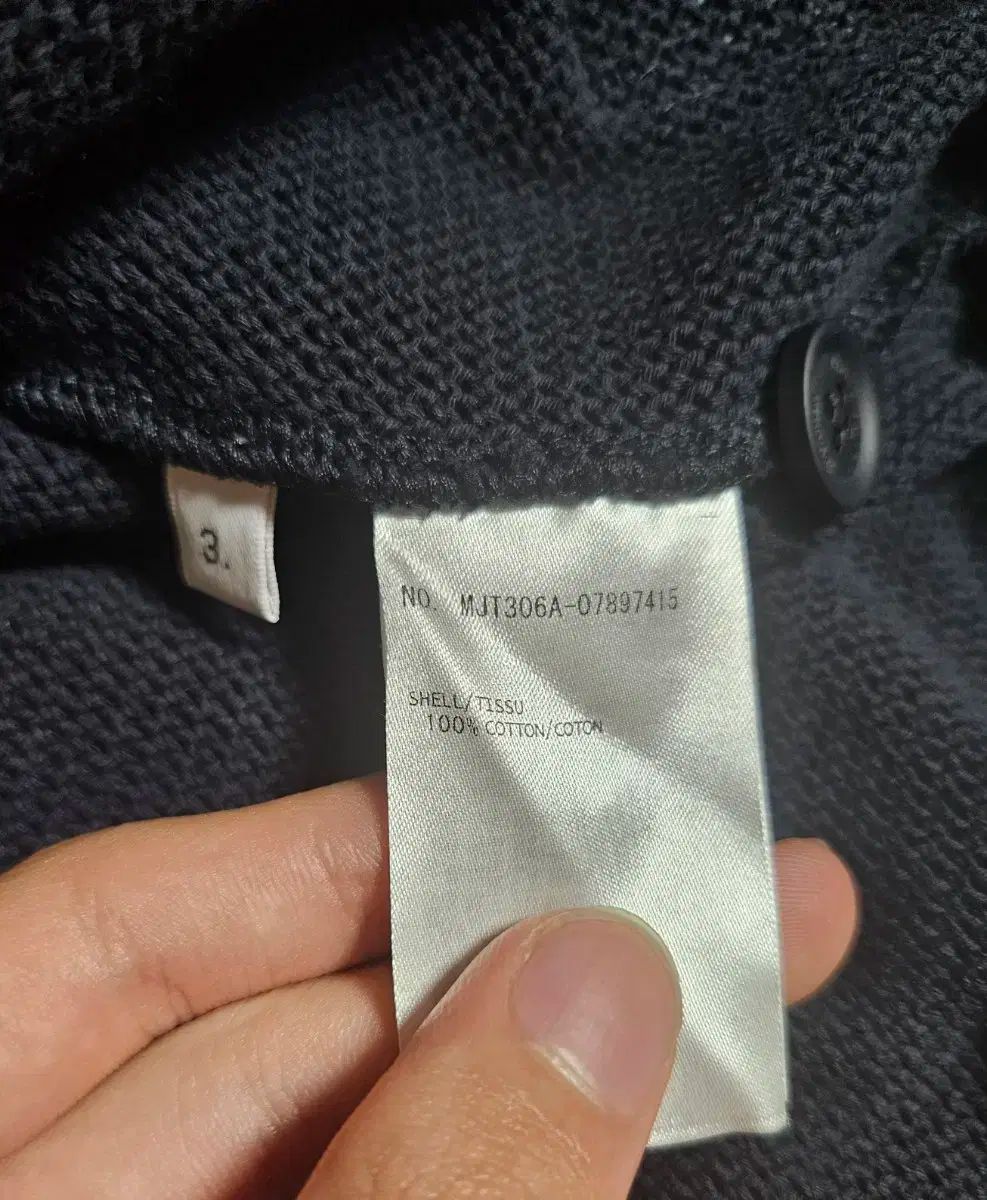 3.
NO. MJT306A-07897415
SHELL/TISSU
100% COTTON/COTON